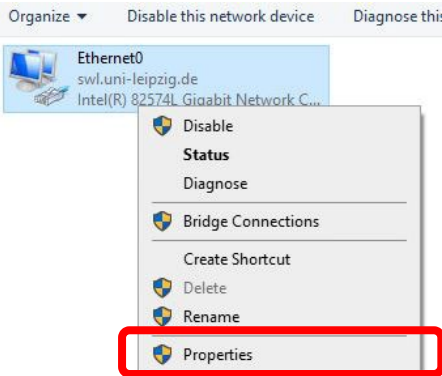 Organize Disable this network device Diagnose this
Ethernet0
swl.uni-leipzig.de
Intel(R) 82574L Gigabit Network C...
Disable
Status
Diagnose
Bridge Connections
Create Shortcut
Delete
Rename
Properties